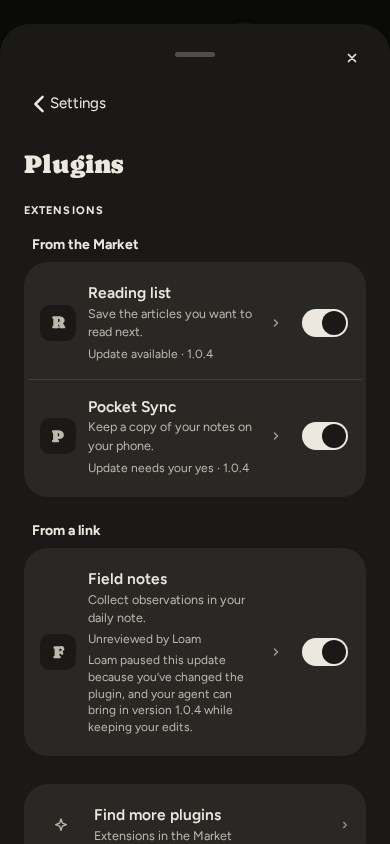 Settings
Plugins
EXTENSIONS
From the Market
R
Reading list
Save the articles you want to
read next.
Update available · 1.0.4
P
Pocket Sync
Keep a copy of your notes on
your phone.
Update needs your yes · 1.0.4
From a link
F
Field notes
Collect observations in your
daily note.
Unreviewed by Loam
Loam paused this update
because you’ve changed the
plugin, and your agent can
bring in version 1.0.4 while
keeping your edits.
Find more plugins
Extensions in the Market